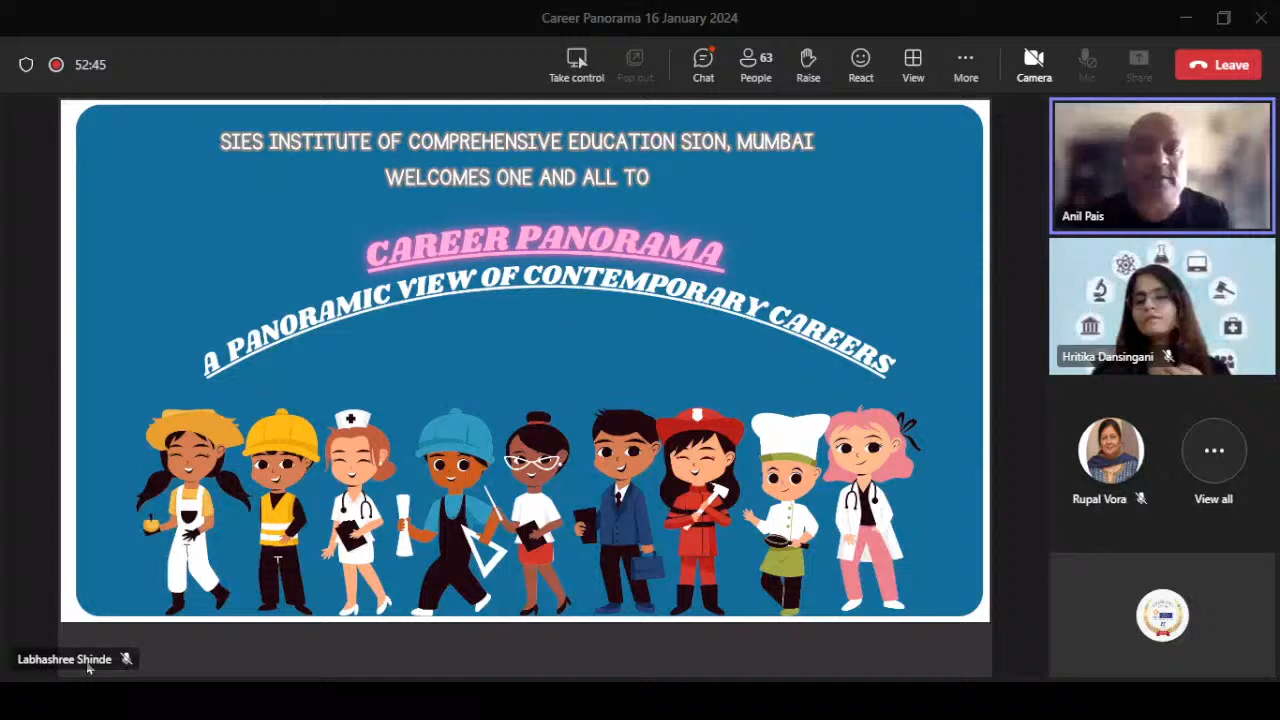 Career Panorama 16 January 2024
52:45
Take control
Pop out
Chat
63
People
Raise
React
View
More
Camera
Mic
Share
Leave
SIES INSTITUTE OF COMPREHENSIVE EDUCATION SION, MUMBAI
WELCOMES ONE AND ALL TO
CAREER PANORAMA
A PANORAMIC VIEW OF CONTEMPORARY CAREERS
Anil Pais
Hritika Dansingani
Rupal Vora
View all
Labhashree Shinde